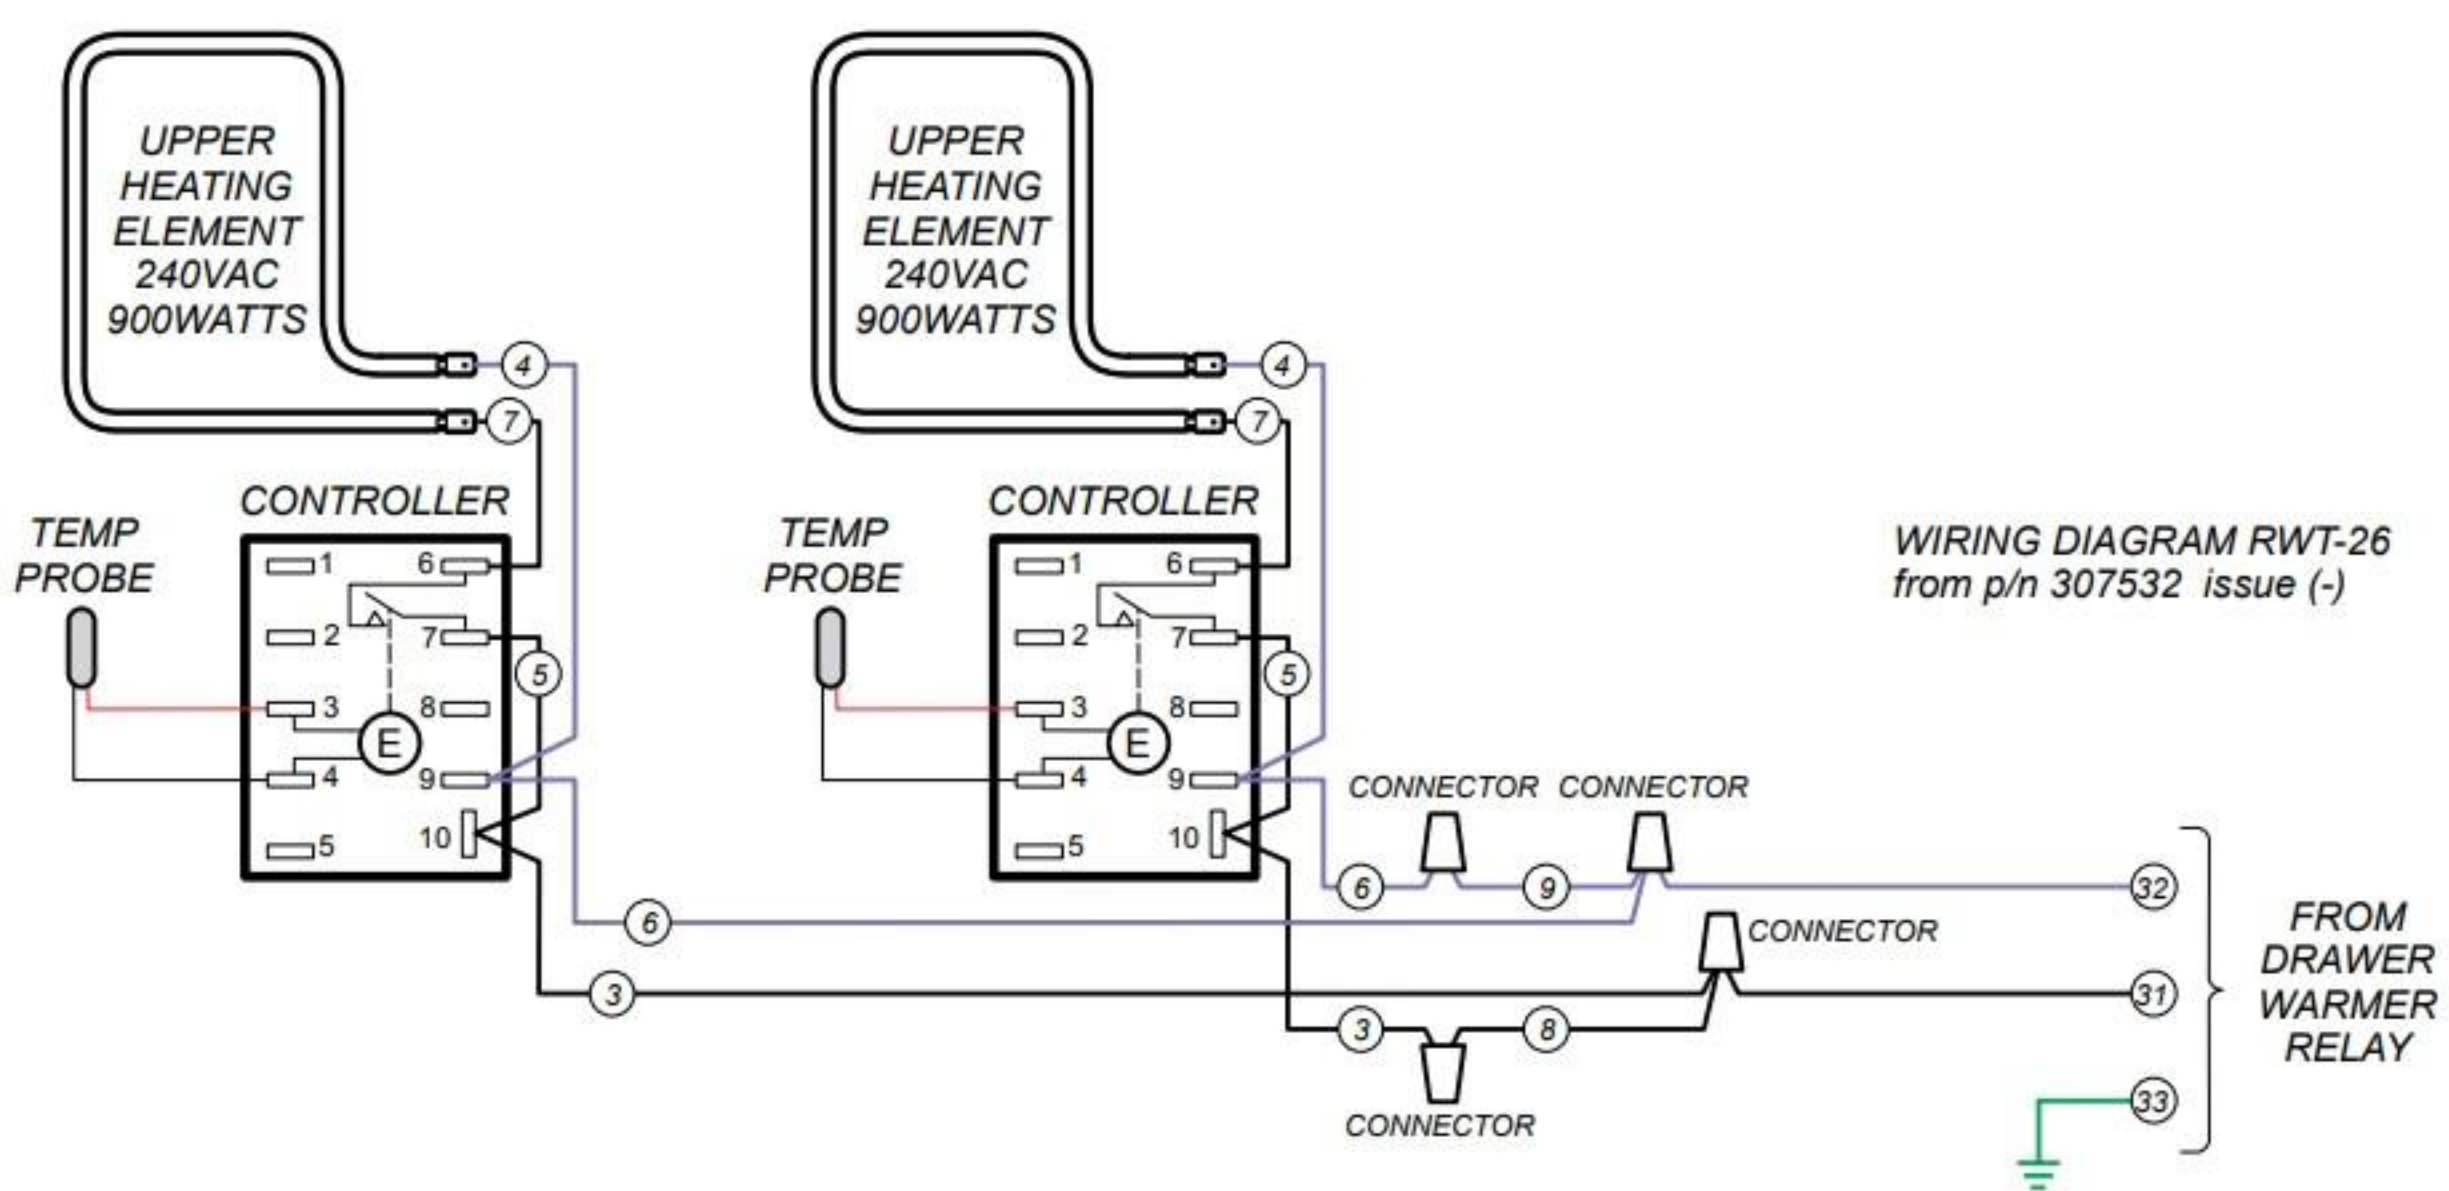 UPPER
HEATING
ELEMENT
240VAC
900WATTS
4
7
UPPER
HEATING
ELEMENT
240VAC
900WATTS
4
7
TEMP
PROBE
CONTROLLER
1
2
3
4
5
6
7
8
9
10
E
5
TEMP
PROBE
CONTROLLER
1
2
3
4
5
6
7
8
9
10
E
5
WIRING DIAGRAM RWT-26
from p/n 307532 issue (-)
CONNECTOR
CONNECTOR
6
9
32
6
CONNECTOR
3
31
3
8
CONNECTOR
33
FROM
DRAWER
WARMER
RELAY